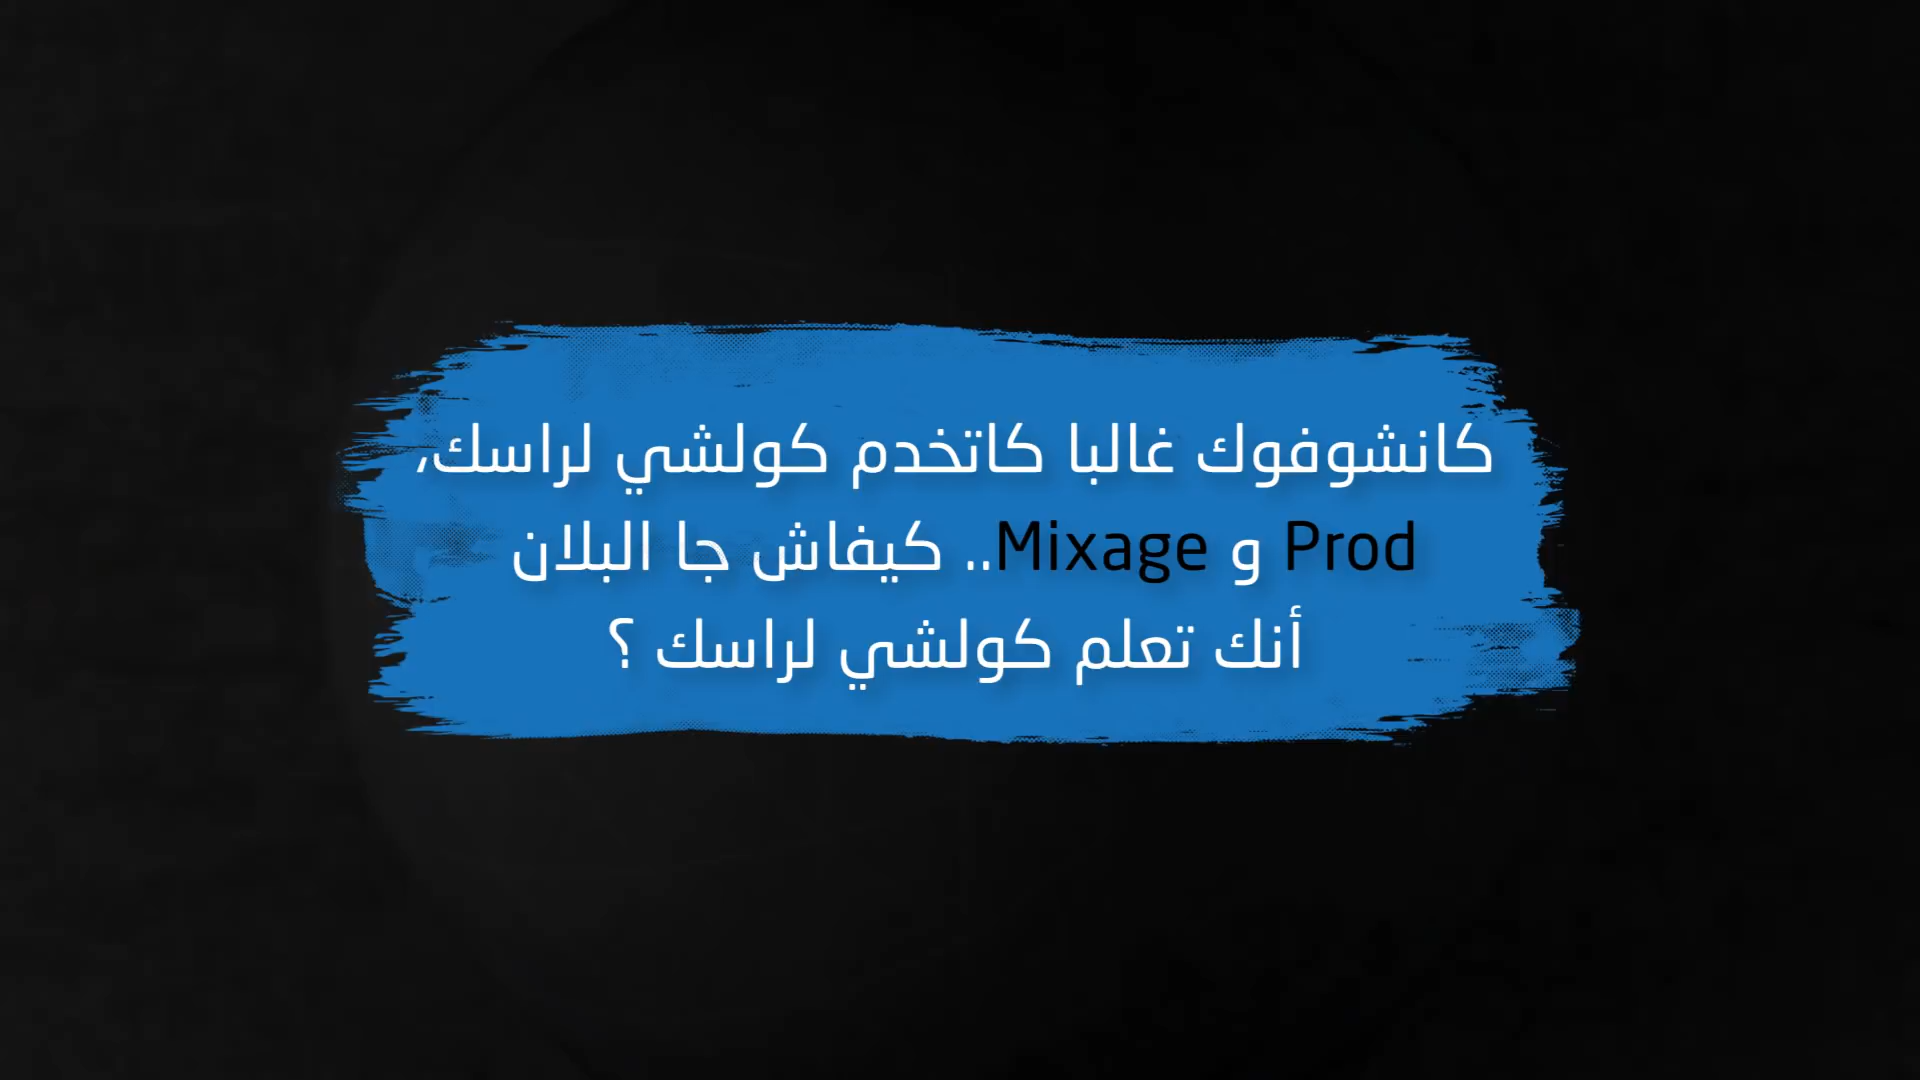 كانشوفوك غالبا كاتخدم كولشي لراسك،
Prod و Mixage.. كيفاش جا البلان
أنك تعلم كولشي لراسك ؟